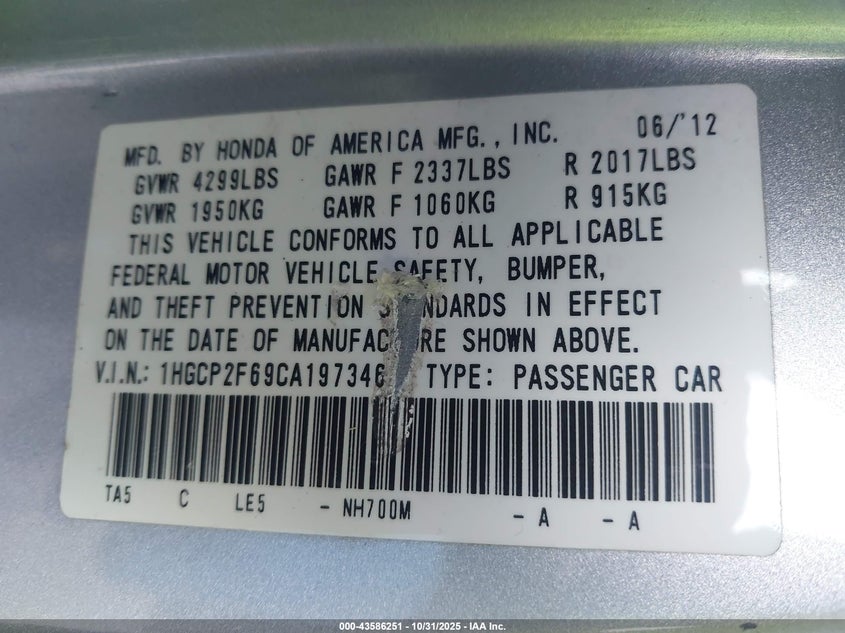 MFD. BY HONDA OF AMERICA MFG., INC. 06/'12
GVWR 4299LBS GAWR F 2337LBS R 2017LBS
GVWR 1950KG GAWR F 1060KG R 915KG
THIS VEHICLE CONFORMS TO ALL APPLICABLE
FEDERAL MOTOR VEHICLE SAFETY, BUMPER,
AND THEFT PREVENTION STANDARDS IN EFFECT
ON THE DATE OF MANUFACTURE SHOWN ABOVE.
V.I.N.: 1HGCP2F69CA197346 TYPE: PASSENGER CAR
TA5 C LE5 - NH700M - A - A
000-43586251 | 10/31/2025 - IAA Inc.